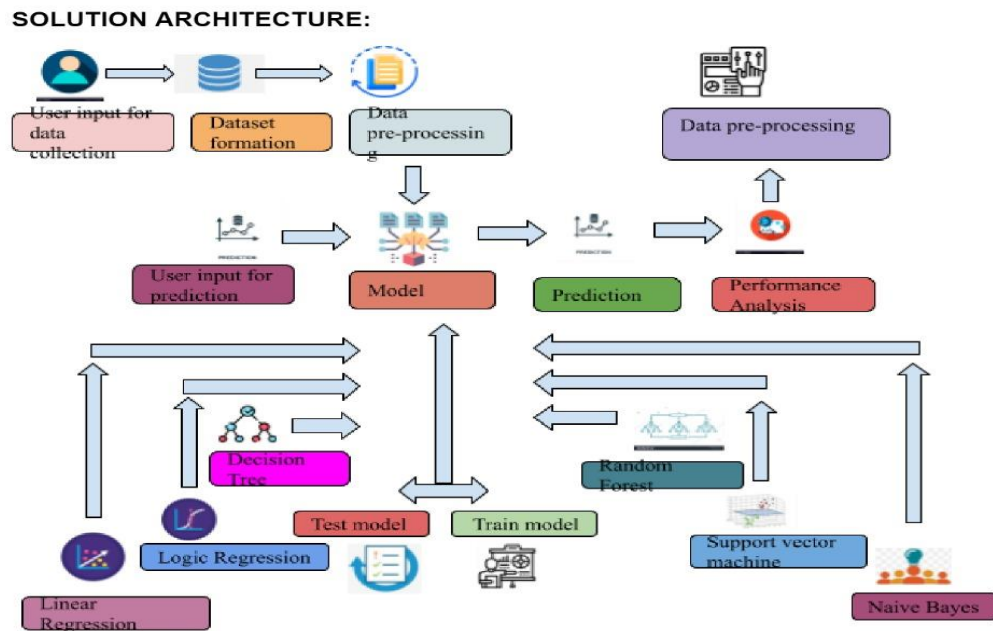 SOLUTION ARCHITECTURE:
User input for
data
collection
Dataset
formation
Data
pre-processin
g
Data pre-processing
PREDICTION
PREDICTION
User input for
prediction
Model
Prediction
Performance
Analysis
Decision
Tree
Random
Forest
Test model
Train model
Logic Regression
Support vector
machine
Linear
Regression
Naive Bayes